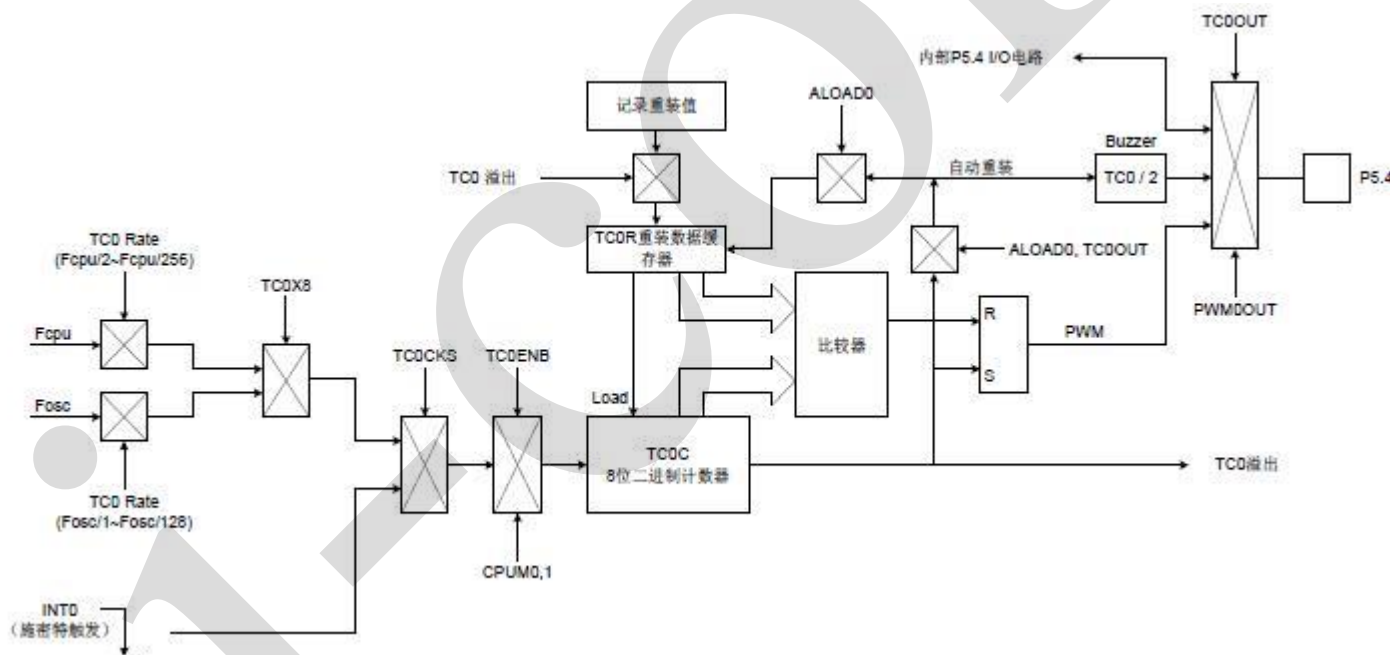 TC0OUT
内部P5.4 I/O电路
记录重装值
ALOAD0
Buzzer
TC0 溢出
自动重装
TC0 / 2
P5.4
TC0 Rate
(Fcpu/2~Fcpu/256)
TC0R重装数据缓
存器
ALOAD0, TC0OUT
TC0X8
PWM0OUT
Fcpu
R
PWM
比较器
TC0CKS
TC0ENB
S
Fosc
Load
TC0C
8位二进制计数器
TC0溢出
TC0 Rate
(Fosc/1~Fosc/128)
CPUM0,1
INT0
（施密特触发）